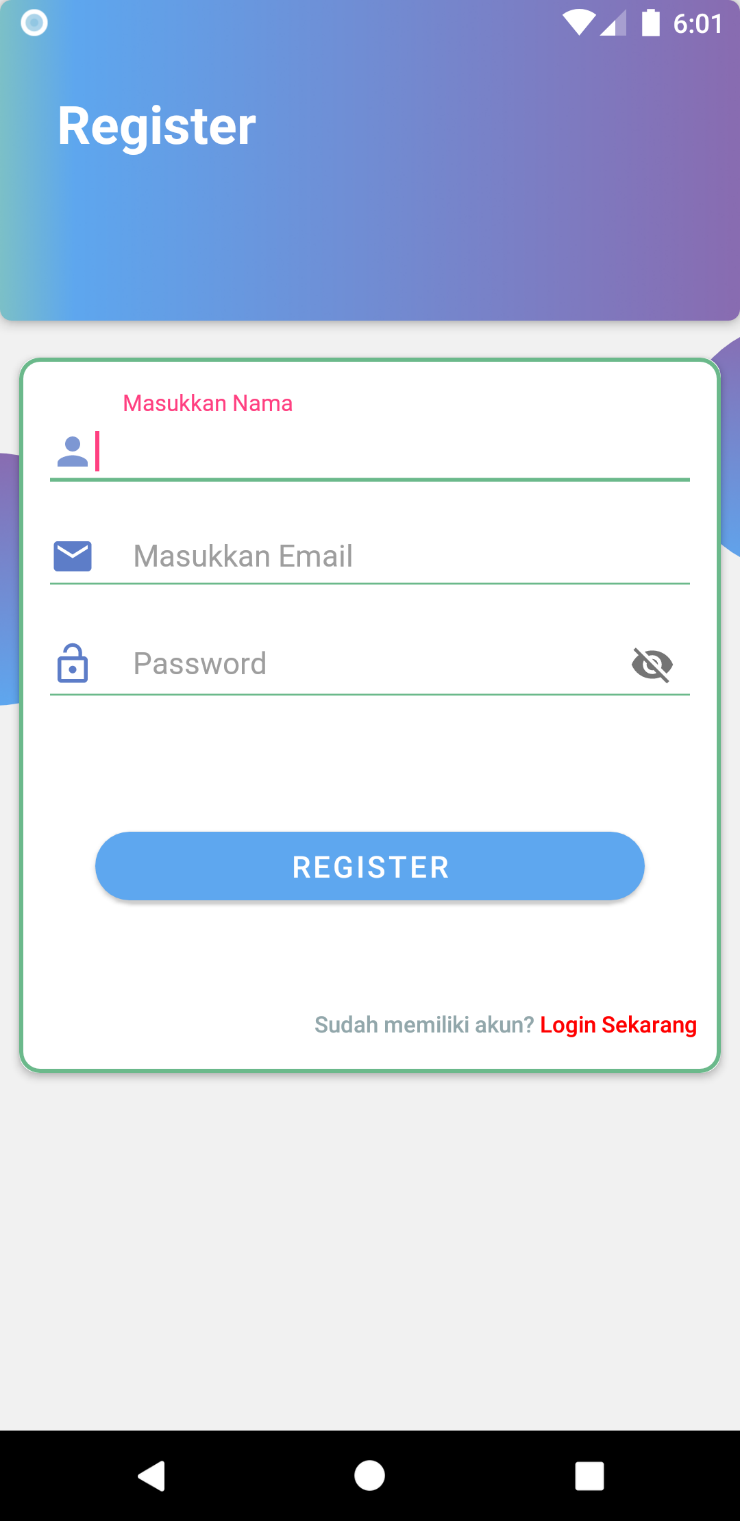 6:01
Register
Masukkan Nama
Masukkan Email
Password
REGISTER
Sudah memiliki akun? Login Sekarang